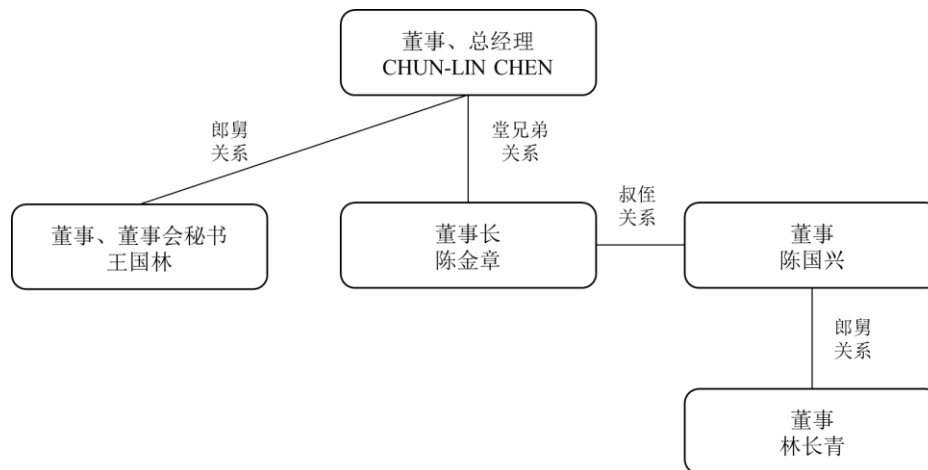 董事、总经理
CHUN-LIN CHEN
郎舅
关系
堂兄弟
关系
叔侄
关系
董事、董事会秘书
王国林
董事长
陈金章
董事
陈国兴
郎舅
关系
董事
林长青